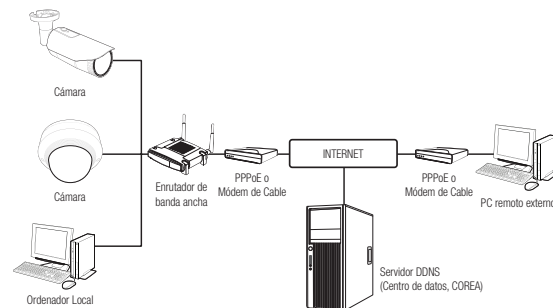 Cámara
Cámara
Ordenador Local
Enrutador de
banda ancha
PPPoE o
Módem de Cable
INTERNET
Servidor DDNS
(Centro de datos, COREA)
PPPoE o
Módem de Cable
PC remoto externo